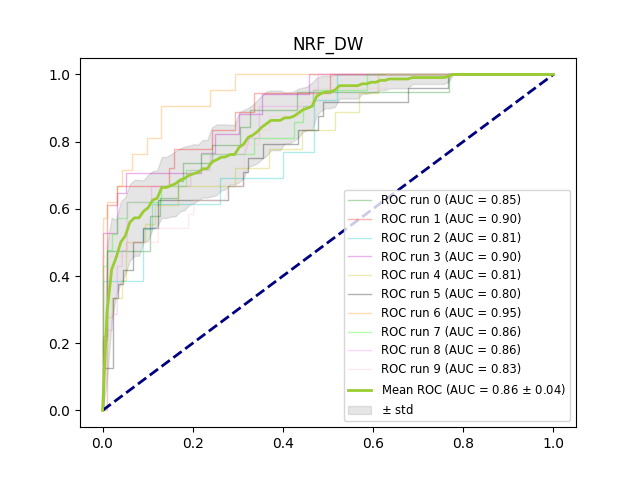 NRF_DW
1.0
0.8
0.6
0.4
0.2
0.0
0.0 0.2 0.4 0.6 0.8 1.0
ROC run 0 (AUC = 0.85)
ROC run 1 (AUC = 0.90)
ROC run 2 (AUC = 0.81)
ROC run 3 (AUC = 0.90)
ROC run 4 (AUC = 0.81)
ROC run 5 (AUC = 0.80)
ROC run 6 (AUC = 0.95)
ROC run 7 (AUC = 0.86)
ROC run 8 (AUC = 0.86)
ROC run 9 (AUC = 0.83)
Mean ROC (AUC = 0.86 ± 0.04)
± std